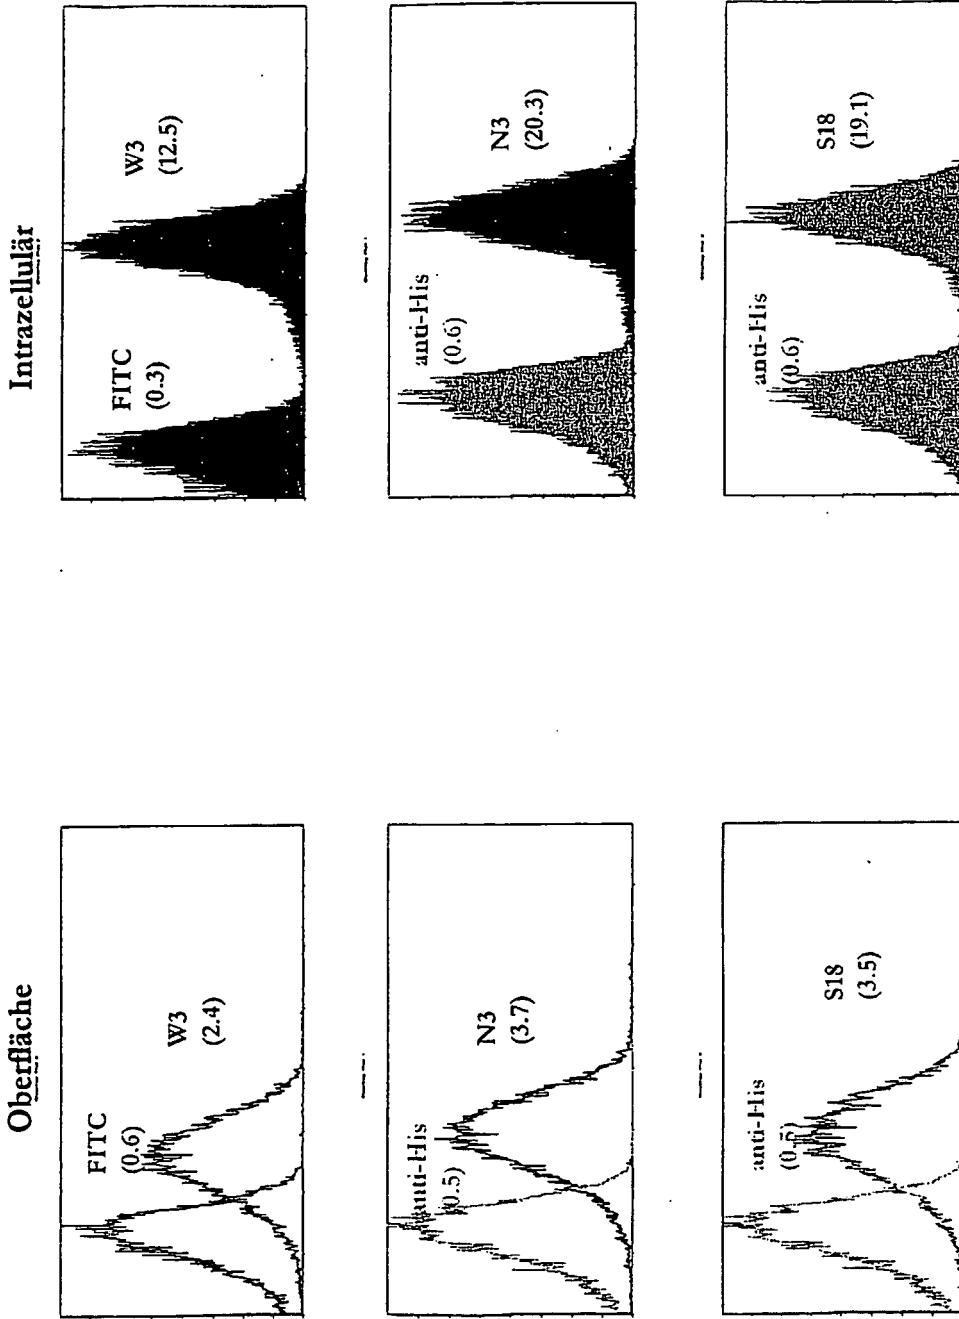 Oberfläche
Intrazellulär
FITC
(0.6)
W3
(2.4)
FITC
(0.3)
W3
(12.5)
anti-His
(0.5)
N3
(3.7)
anti-His
(0.6)
N3
(20.3)
anti-His
(0.5)
S18
(3.5)
anti-His
(0.6)
S18
(19.1)